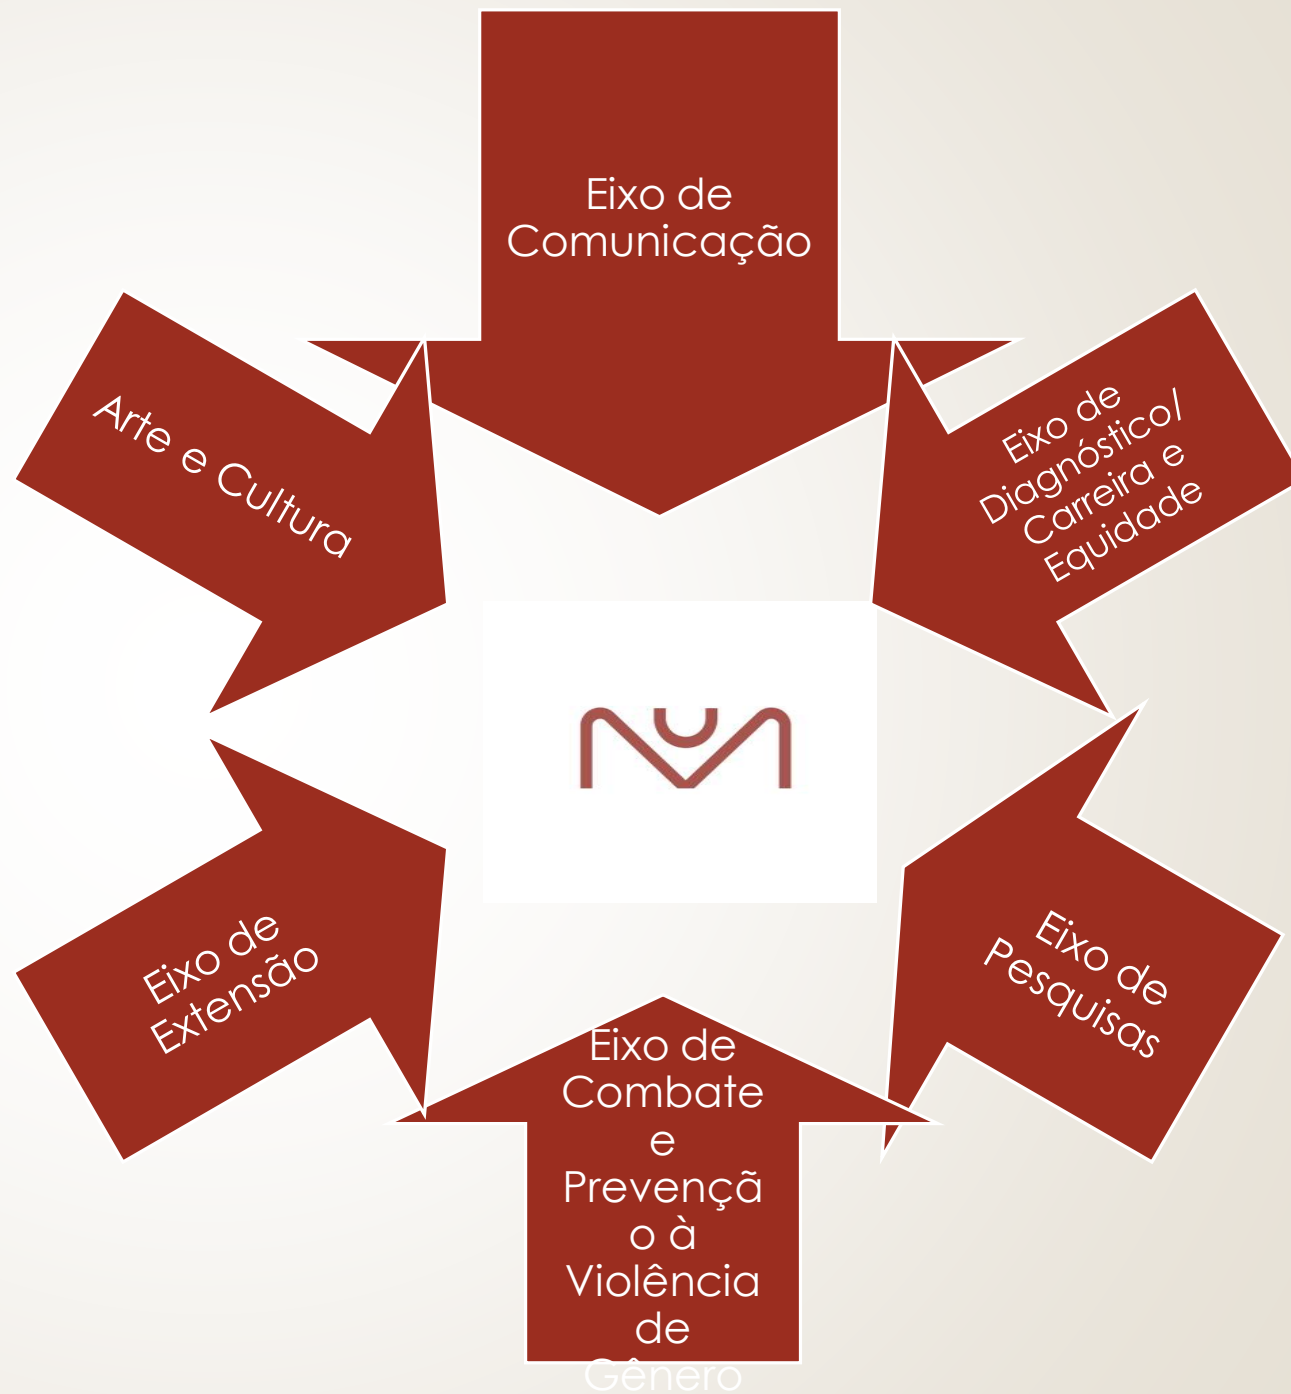 Eixo de
Comunicação
Arte e Cultura
Eixo de
Diagnóstico/
Carreira e
Equidade
Eixo de
Extensão
Eixo de
Pesquisas
Eixo de
Combate
e
Prevençã
o à
Violência
de
Gênero